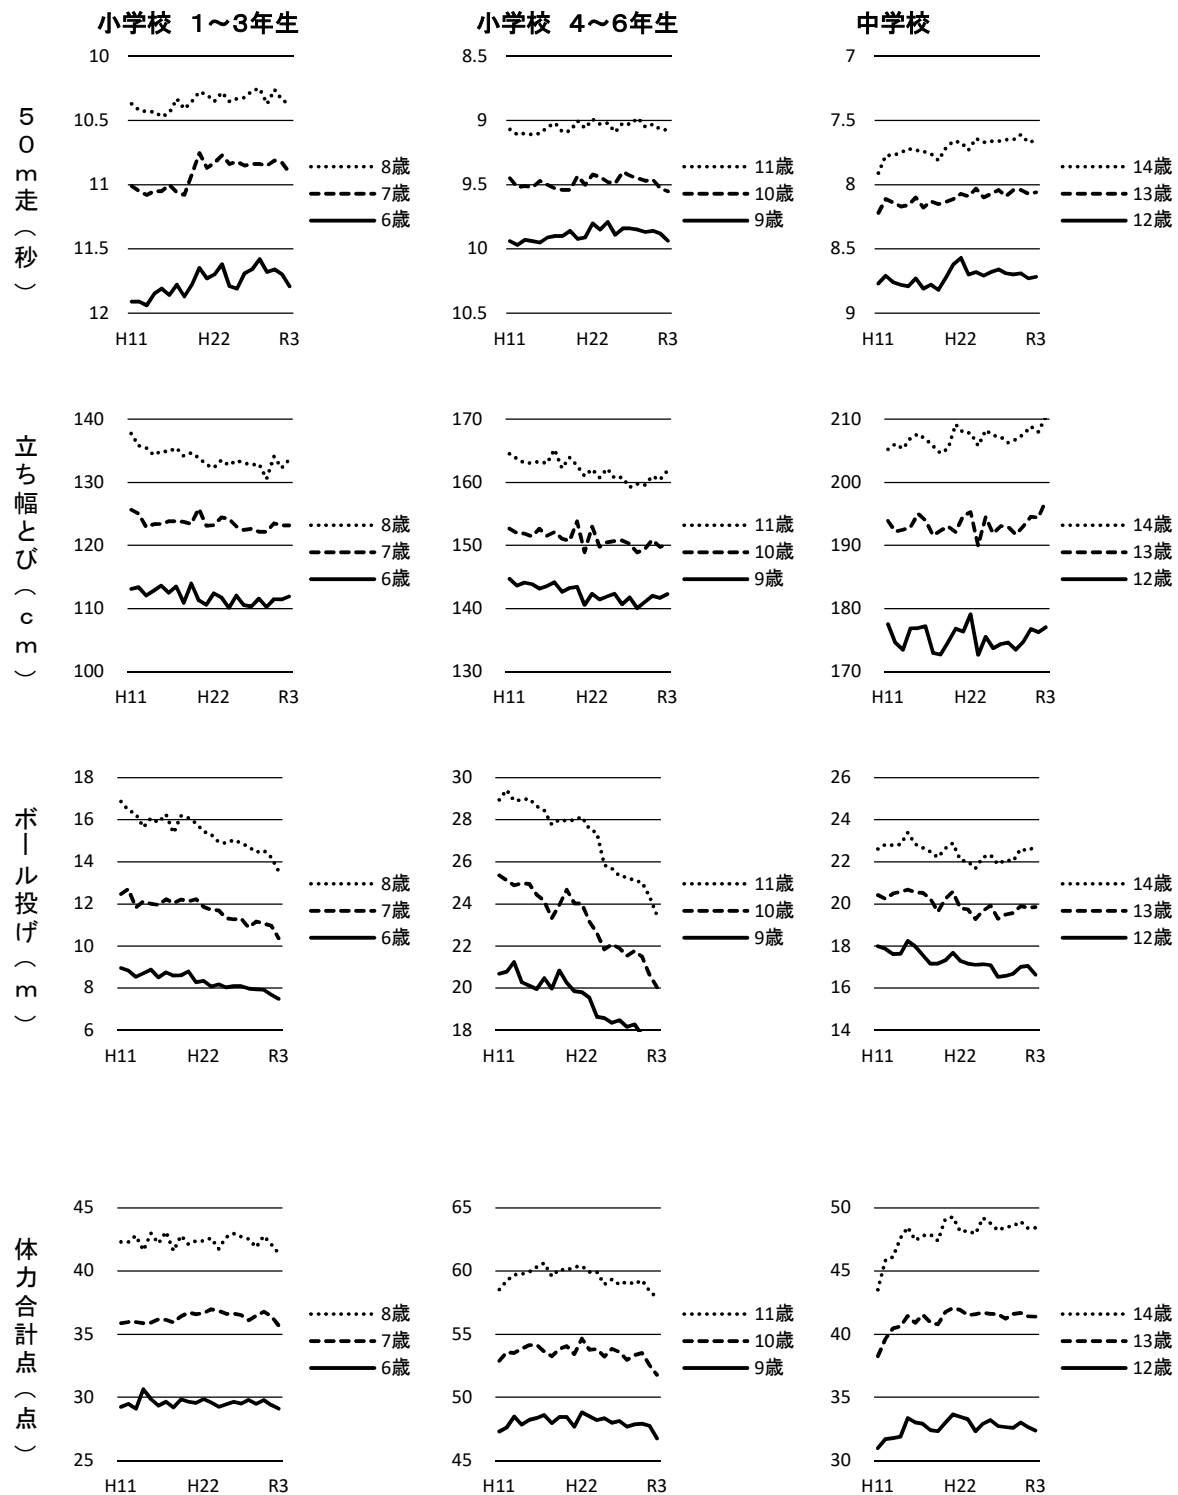 小学校 1～3年生
小学校 4～6年生
中学校
50m走（秒）
10
10.5
11
11.5
12
H11 H22 R3
8歳
7歳
6歳
8.5
9
9.5
10
10.5
H11 H22 R3
11歳
10歳
9歳
7
7.5
8
8.5
9
H11 H22 R3
14歳
13歳
12歳
立ち幅とび（cm）
140
130
120
110
100
H11 H22 R3
8歳
7歳
6歳
170
160
150
140
130
H11 H22 R3
11歳
10歳
9歳
210
200
190
180
170
H11 H22 R3
14歳
13歳
12歳
ボール投げ（m）
18
16
14
12
10
8
6
H11 H22 R3
8歳
7歳
6歳
30
28
26
24
22
20
18
H11 H22 R3
11歳
10歳
9歳
26
24
22
20
18
16
14
H11 H22 R3
14歳
13歳
12歳
体力合計点（点）
45
40
35
30
25
H11 H22 R3
8歳
7歳
6歳
65
60
55
50
45
H11 H22 R3
11歳
10歳
9歳
50
45
40
35
30
H11 H22 R3
14歳
13歳
12歳